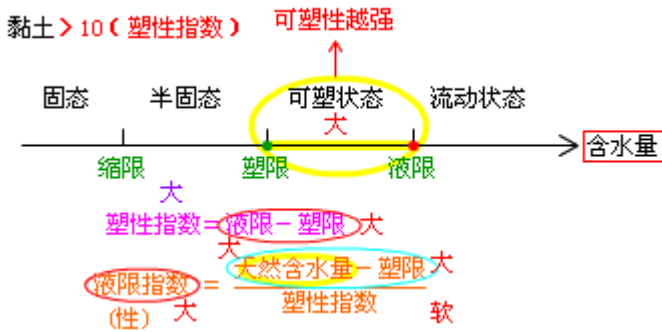 黏土＞10（塑性指数） 可塑性越强
固态 半固态 可塑状态 流动状态
大
含水量
缩限 塑限 液限
大
塑性指数=液限-塑限 大
大
液限指数 = 天然含水量-塑限 大
塑性指数
(性) 大 软